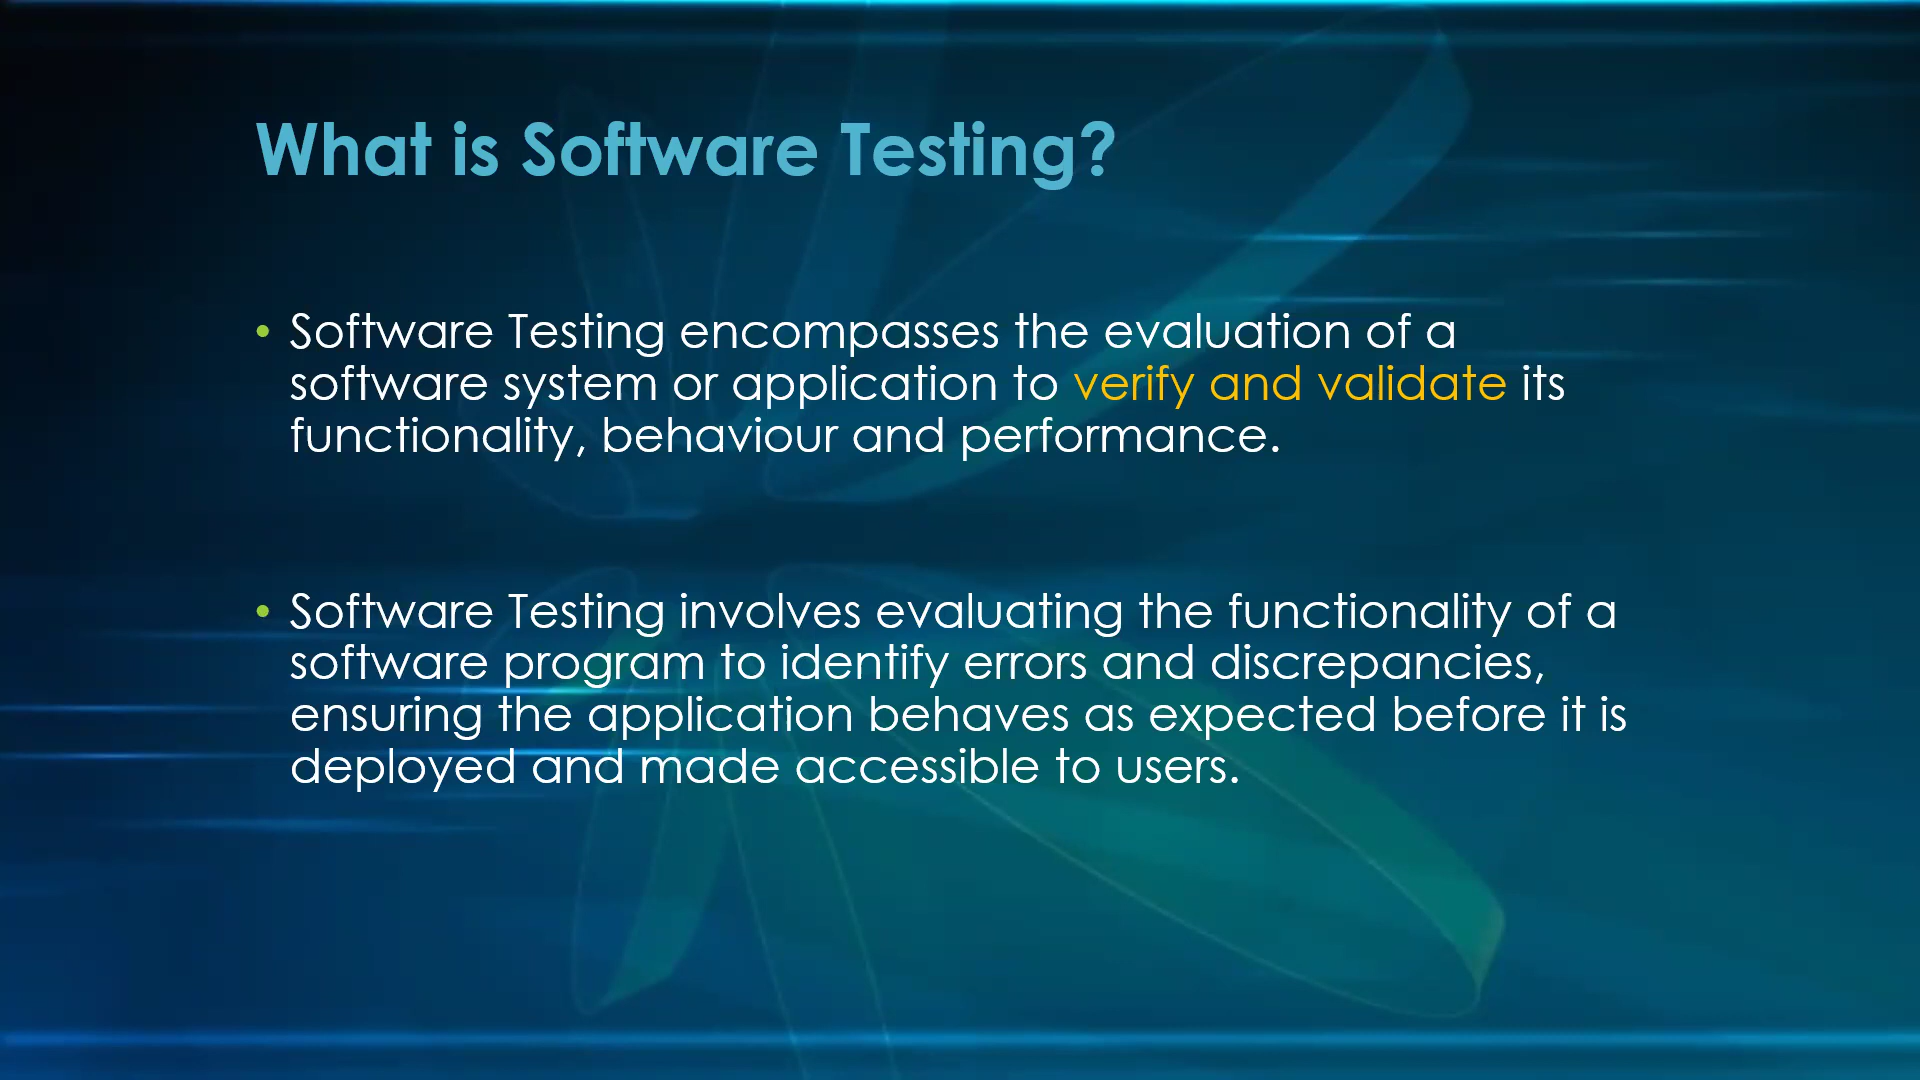 What is Software Testing?
• Software Testing encompasses the evaluation of a
software system or application to verify and validate its
functionality, behaviour and performance.
• Software Testing involves evaluating the functionality of a
software program to identify errors and discrepancies,
ensuring the application behaves as expected before it is
deployed and made accessible to users.